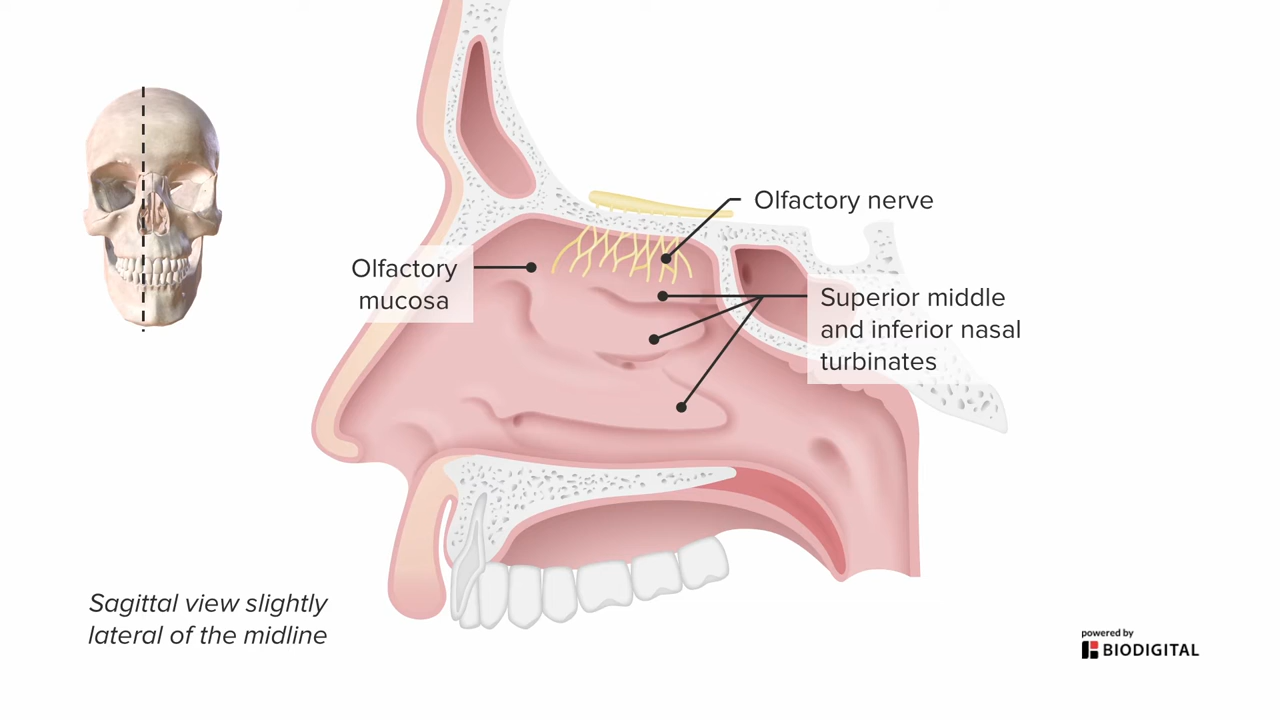 Olfactory nerve
Olfactory
mucosa
Superior middle
and inferior nasal
turbinates
Sagittal view slightly
lateral of the midline
powered by
BIODIGITAL